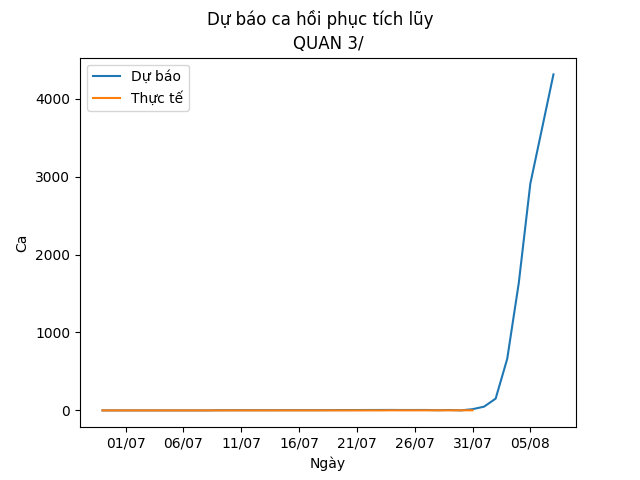 Dự báo ca hồi phục tích lũy
QUAN 3/
Dự báo
Thực tế
4000
3000
2000
1000
0
Ca
01/07 06/07 11/07 16/07 21/07 26/07 31/07 05/08
Ngày